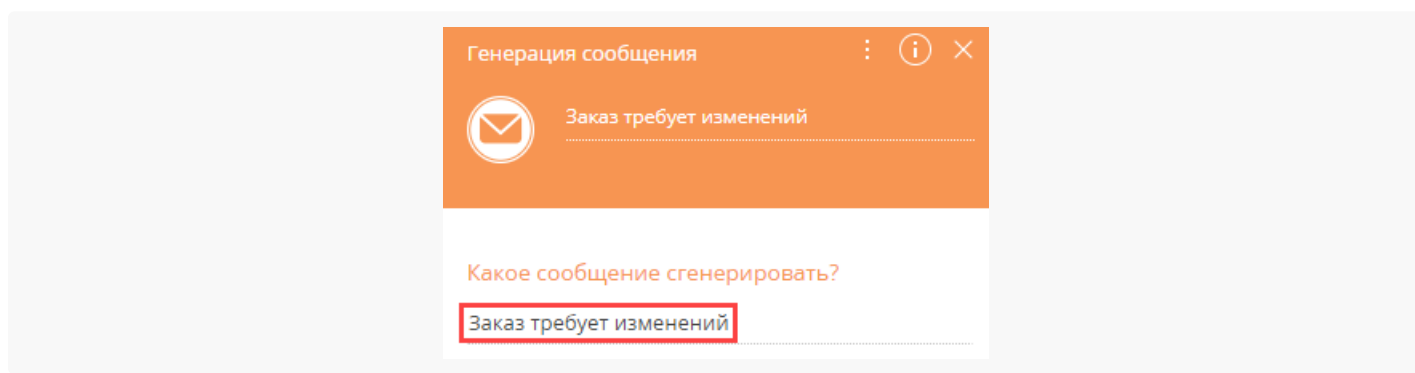 Генерация сообщения
Заказ требует изменений
Какое сообщение сгенерировать?
Заказ требует изменений